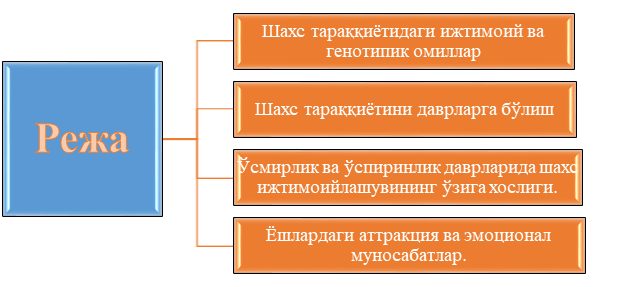 Режа
Шахс тараққиётидаги ижтимоий ва
генотипик омиллар
Шахс тараққиётини даврларга бўлиш
Ўсмирлик ва ўспиринлик даврларида шахс
ижтимоийлашувининг ўзига хослиги.
Ёшлардаги аттракция ва эмоционал
муносабатлар.